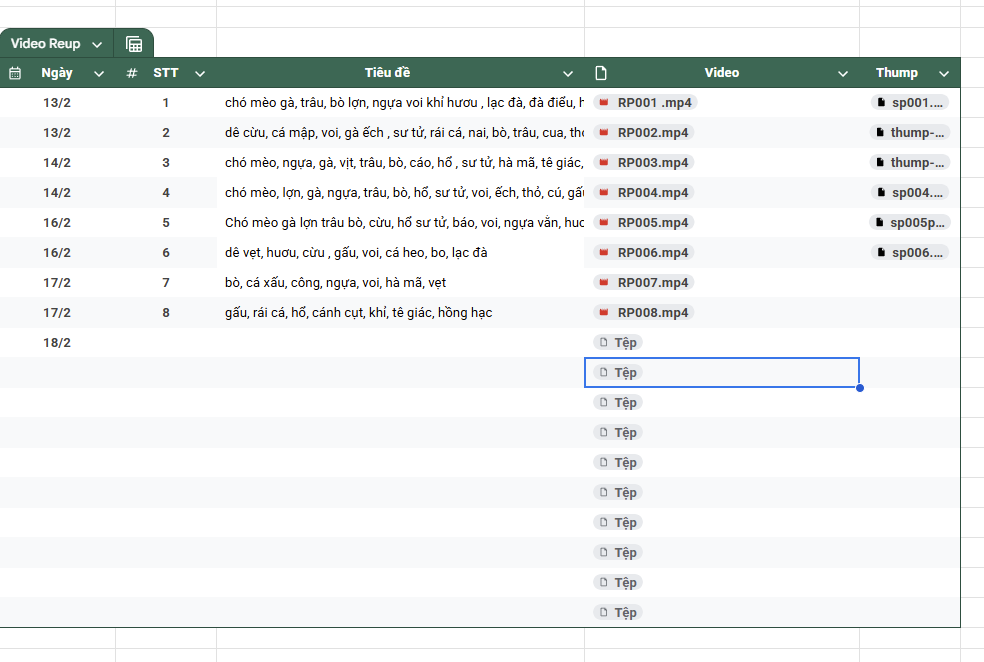 Video Reup
Ngày # STT Tiêu đề Video Thump
13/2 1 chó mèo gà, trâu, bò lợn, ngựa voi khỉ hươu , lạc đà, đà điểu, RP001 .mp4 sp001....
13/2 2 dê cừu, cá mập, voi, gà ếch , sư tử, rái cá, nai, bò, trâu, cua, RP002.mp4 thump-...
14/2 3 chó mèo, ngựa, gà, vịt, trâu, bò, cáo, hổ , sư tử, hà mã, tê giác, RP003.mp4 thump-...
14/2 4 chó mèo, lợn, gà, ngựa, trâu, bò, hổ, sư tử, voi, ếch, thỏ, cú, RP004.mp4 sp004....
16/2 5 Chó mèo gà lợn trâu bò, cừu, hổ sư tử, báo, voi, ngựa vằn, RP005.mp4 sp005p...
16/2 6 dê vẹt, huơu, cừu , gấu, voi, cá heo, bo, lạc đà RP006.mp4 sp006....
17/2 7 bò, cá xấu, công, ngựa, voi, hà mã, vẹt RP007.mp4
17/2 8 gấu, rái cá, hổ, cánh cụt, khỉ, tê giác, hồng hạc RP008.mp4
18/2 Tệp
Tệp
Tệp
Tệp
Tệp
Tệp
Tệp
Tệp
Tệp
Tệp